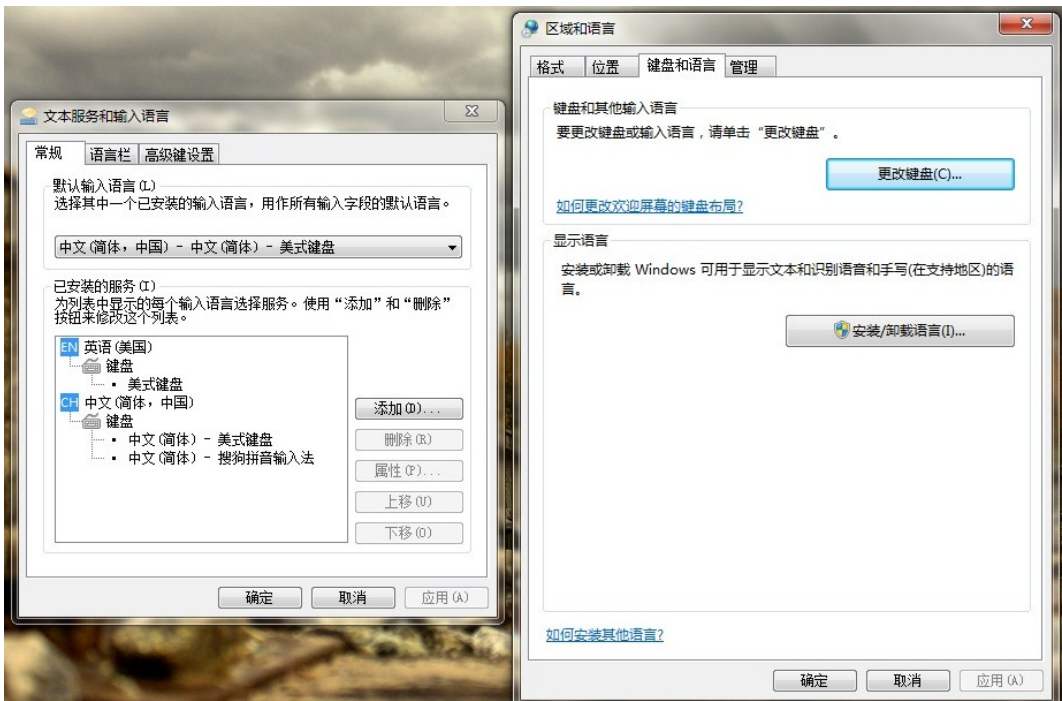 文本服务和输入语言
常规
语言栏
高级键设置
默认输入语言(L)
选择其中一个已安装的输入语言，用作所有输入字段的默认语言。
中文(简体，中国) - 中文(简体) - 美式键盘
已安装的服务(I)
为列表中显示的每个输入语言选择服务。使用“添加”和“删除”
按钮来修改这个列表。
EN 英语(美国)
键盘
• 美式键盘
CH 中文(简体，中国)
键盘
• 中文(简体) - 美式键盘
• 中文(简体) - 搜狗拼音输入法
添加(D)...
删除(R)
属性(P)...
上移(U)
下移(O)
确定
取消
应用(A)
区域和语言
格式
位置
键盘和语言
管理
键盘和其他输入语言
要更改键盘或输入语言，请单击“更改键盘”。
更改键盘(C)...
如何更改欢迎屏幕的键盘布局?
显示语言
安装或卸载 Windows 可用于显示文本和识别语音和手写(在支持地区)的语
言。
安装/卸载语言(I)...
如何安装其他语言?
确定
取消
应用(A)